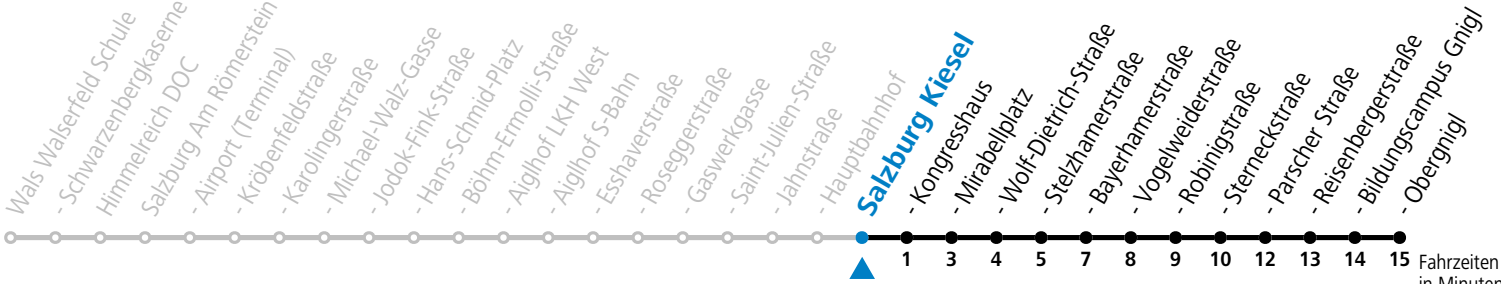 Wals Walserfeld Schule
- Schwarzenbergkaserne
Himmelreich DOC
Salzburg Am Römerstein
- Airport (Terminal)
- Kröbenfeldstraße
- Karolingerstraße
- Michael-Walz-Gasse
- Jodok-Fink-Straße
- Hans-Schmid-Platz
- Böhm-Ermolli-Straße
- Aiglhof LKH West
- Aiglhof S-Bahn
- Esshaverstraße
- Roseggerstraße
- Gaswerkgasse
- Saint-Julien-Straße
- Jahnstraße
- Hauptbahnhof
Salzburg Kiesel
- Kongresshaus
- Mirabellplatz
- Wolf-Dietrich-Straße
- Stelzhamerstraße
- Bayerhamerstraße
- Vogelweiderstraße
- Robinigstraße
- Sterneckstraße
- Parscher Straße
- Reisenbergerstraße
- Bildungscampus Gnigl
- Obergnigl
1 3 4 5 7 8 9 10 12 13 14 15 Fahrzeiten
in Minuten